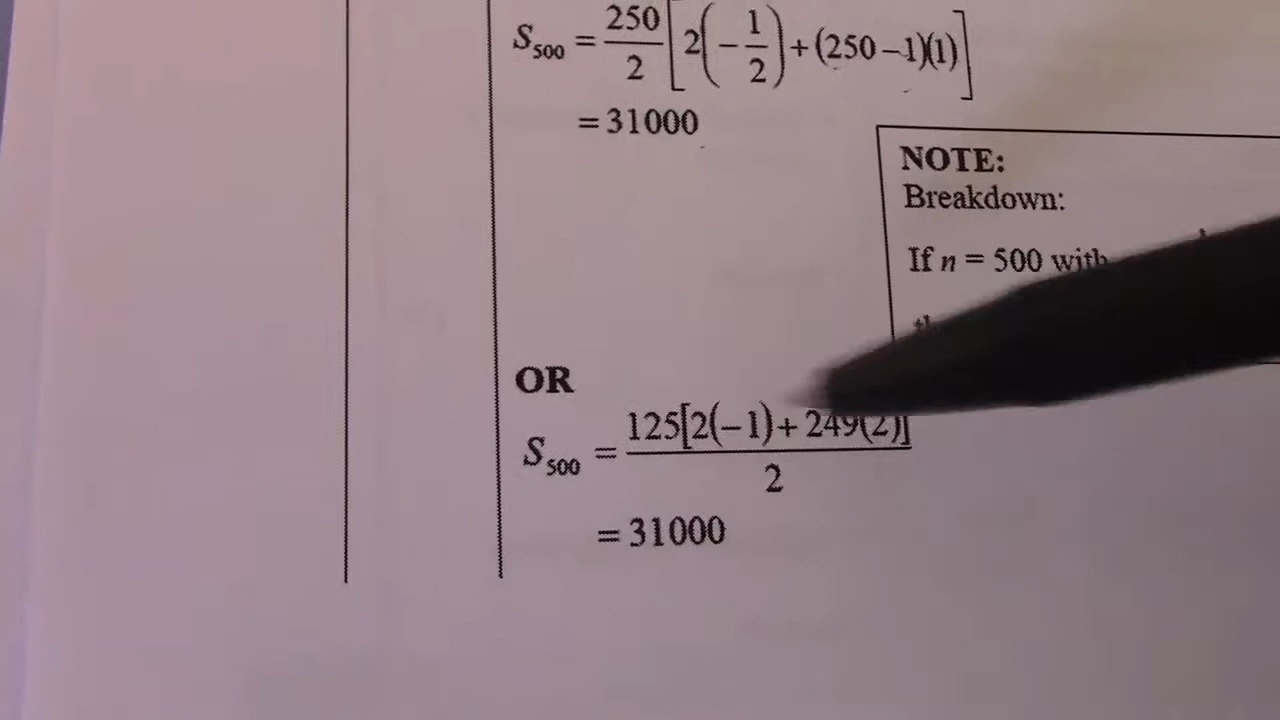 S₅₀₀ = 250/2 [2(−1/2) + (250−1)(1)]
= 31000
NOTE:
Breakdown:
If n = 500 with
OR
S₅₀₀ = 125[2(−1)+ 249(2)]/2
= 31000